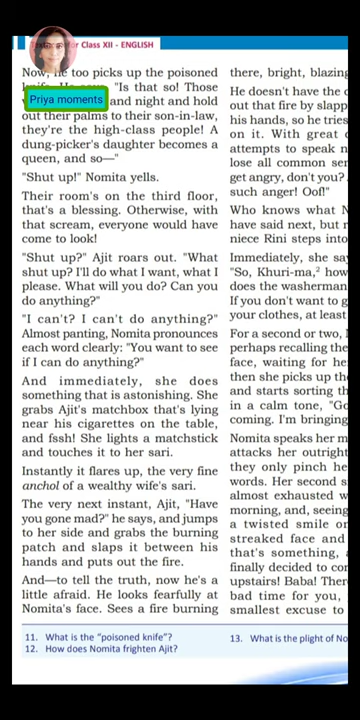 for Class XII - ENGLISH
Priya moments
Now, he too picks up the poisoned
"Is that so! Those
and night and hold
out their palms to their son-in-law,
they're the high-class people! A
dung-picker's daughter becomes a
queen, and so—"
"Shut up!" Nomita yells.
Their room's on the third floor,
that's a blessing. Otherwise, with
that scream, everyone would have
come to look!
"Shut up?" Ajit roars out. "What
shut up? I'll do what I want, what I
please. What will you do? Can you
do anything?"
"I can't? I can't do anything?"
Almost panting, Nomita pronounces
each word clearly: "You want to see
if I can do anything?"
And immediately, she does
something that is astonishing. She
grabs Ajit's matchbox that's lying
near his cigarettes on the table,
and fssh! She lights a matchstick
and touches it to her sari.
Instantly it flares up, the very fine
anchol of a wealthy wife's sari.
The very next instant, Ajit, "Have
you gone mad?" he says, and jumps
to her side and grabs the burning
patch and slaps it between his
hands and puts out the fire.
And—to tell the truth, now he's a
little afraid. He looks fearfully at
Nomita's face. Sees a fire burning
there, bright, blazing
He doesn't have the c
out that fire by slapp
his hands, so he tries
on it. With great
attempts to speak n
lose all common ser
get angry, don't you?
such anger! Oof!"
Who knows what N
have said next, but r
niece Rini steps into
Immediately, she sa
"So, Khuri-ma,² how
does the washerman
If you don't want to g
your clothes, at least
For a second or two,
perhaps recalling the
face, waiting for he
then she picks up the
and starts sorting th
in a calm tone, "Go
coming. I'm bringing
Nomita speaks her m
attacks her outright
they only pinch he
words. Her second s
almost exhausted w
morning, and, seeing
a twisted smile or
streaked face and
that's something,
finally decided to cor
upstairs! Baba! Ther
bad time for you,
smallest excuse to
11. What is the "poisoned knife"?
12. How does Nomita frighten Ajit?
13. What is the plight of No